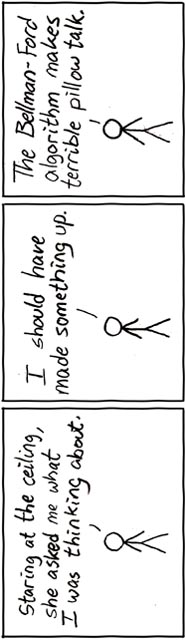 Staring at the ceiling,
she asked me what
I was thinking about.
I should have
made something up.
The Bellman-Ford
algorithm makes
terrible pillow talk.